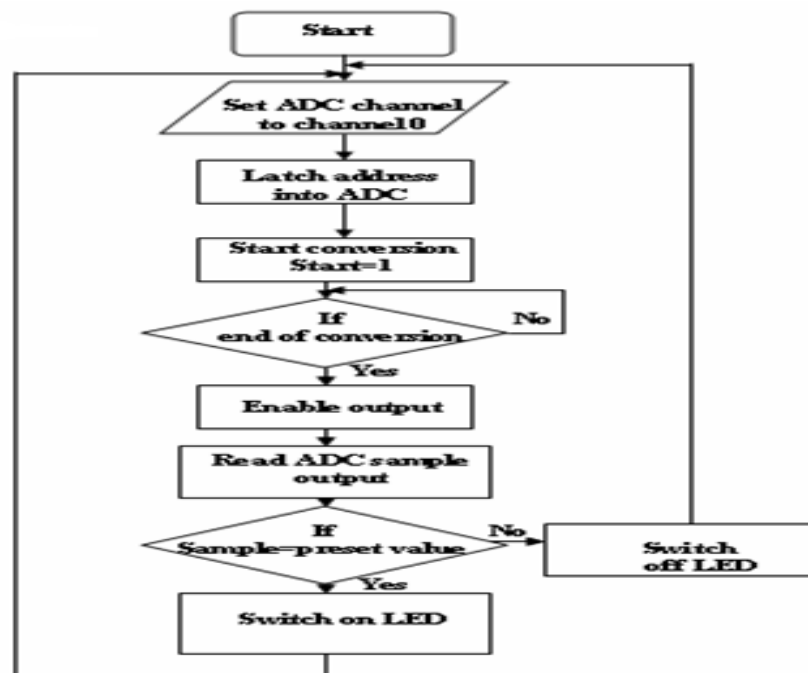 Start
Set ADC channel
to channel0
Latch address
into ADC
Start conversion
Start=1
If
end of conversion
No
Yes
Enable output
Read ADC sample
output
If
Sample=preset value
No
Switch
off LED
Yes
Switch on LED